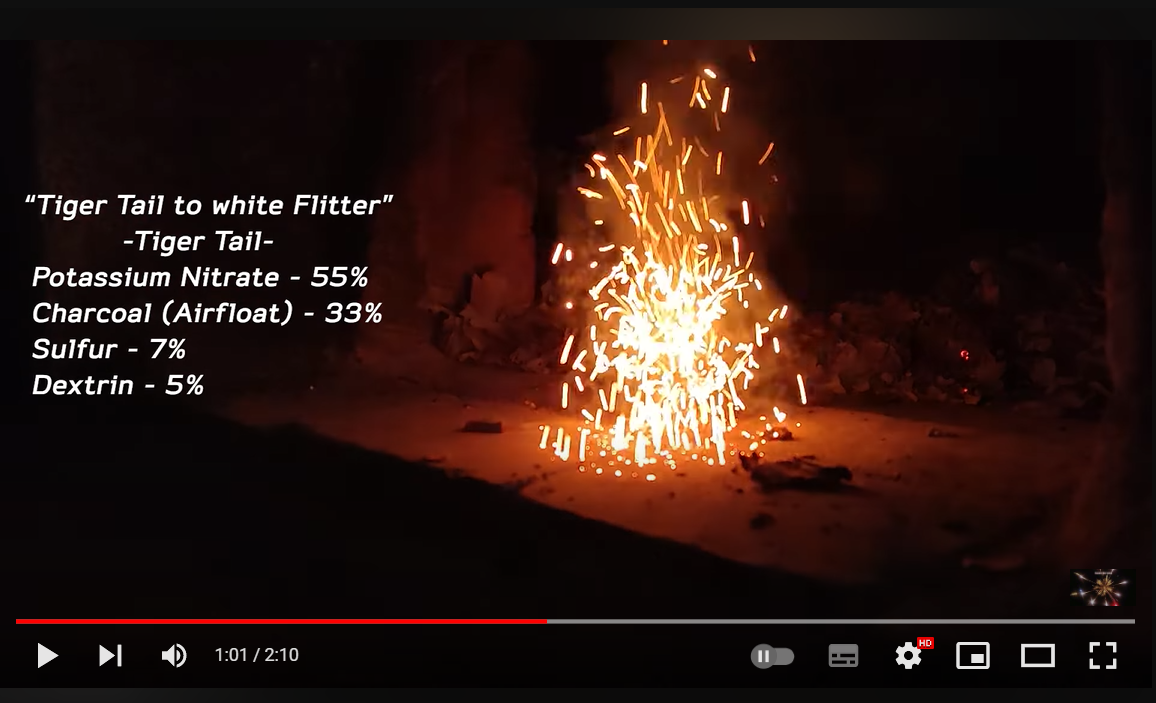 “Tiger Tail to white Flitter”
-Tiger Tail-
Potassium Nitrate - 55%
Charcoal (Airfloat) - 33%
Sulfur - 7%
Dextrin - 5%
1:01 / 2:10
HD